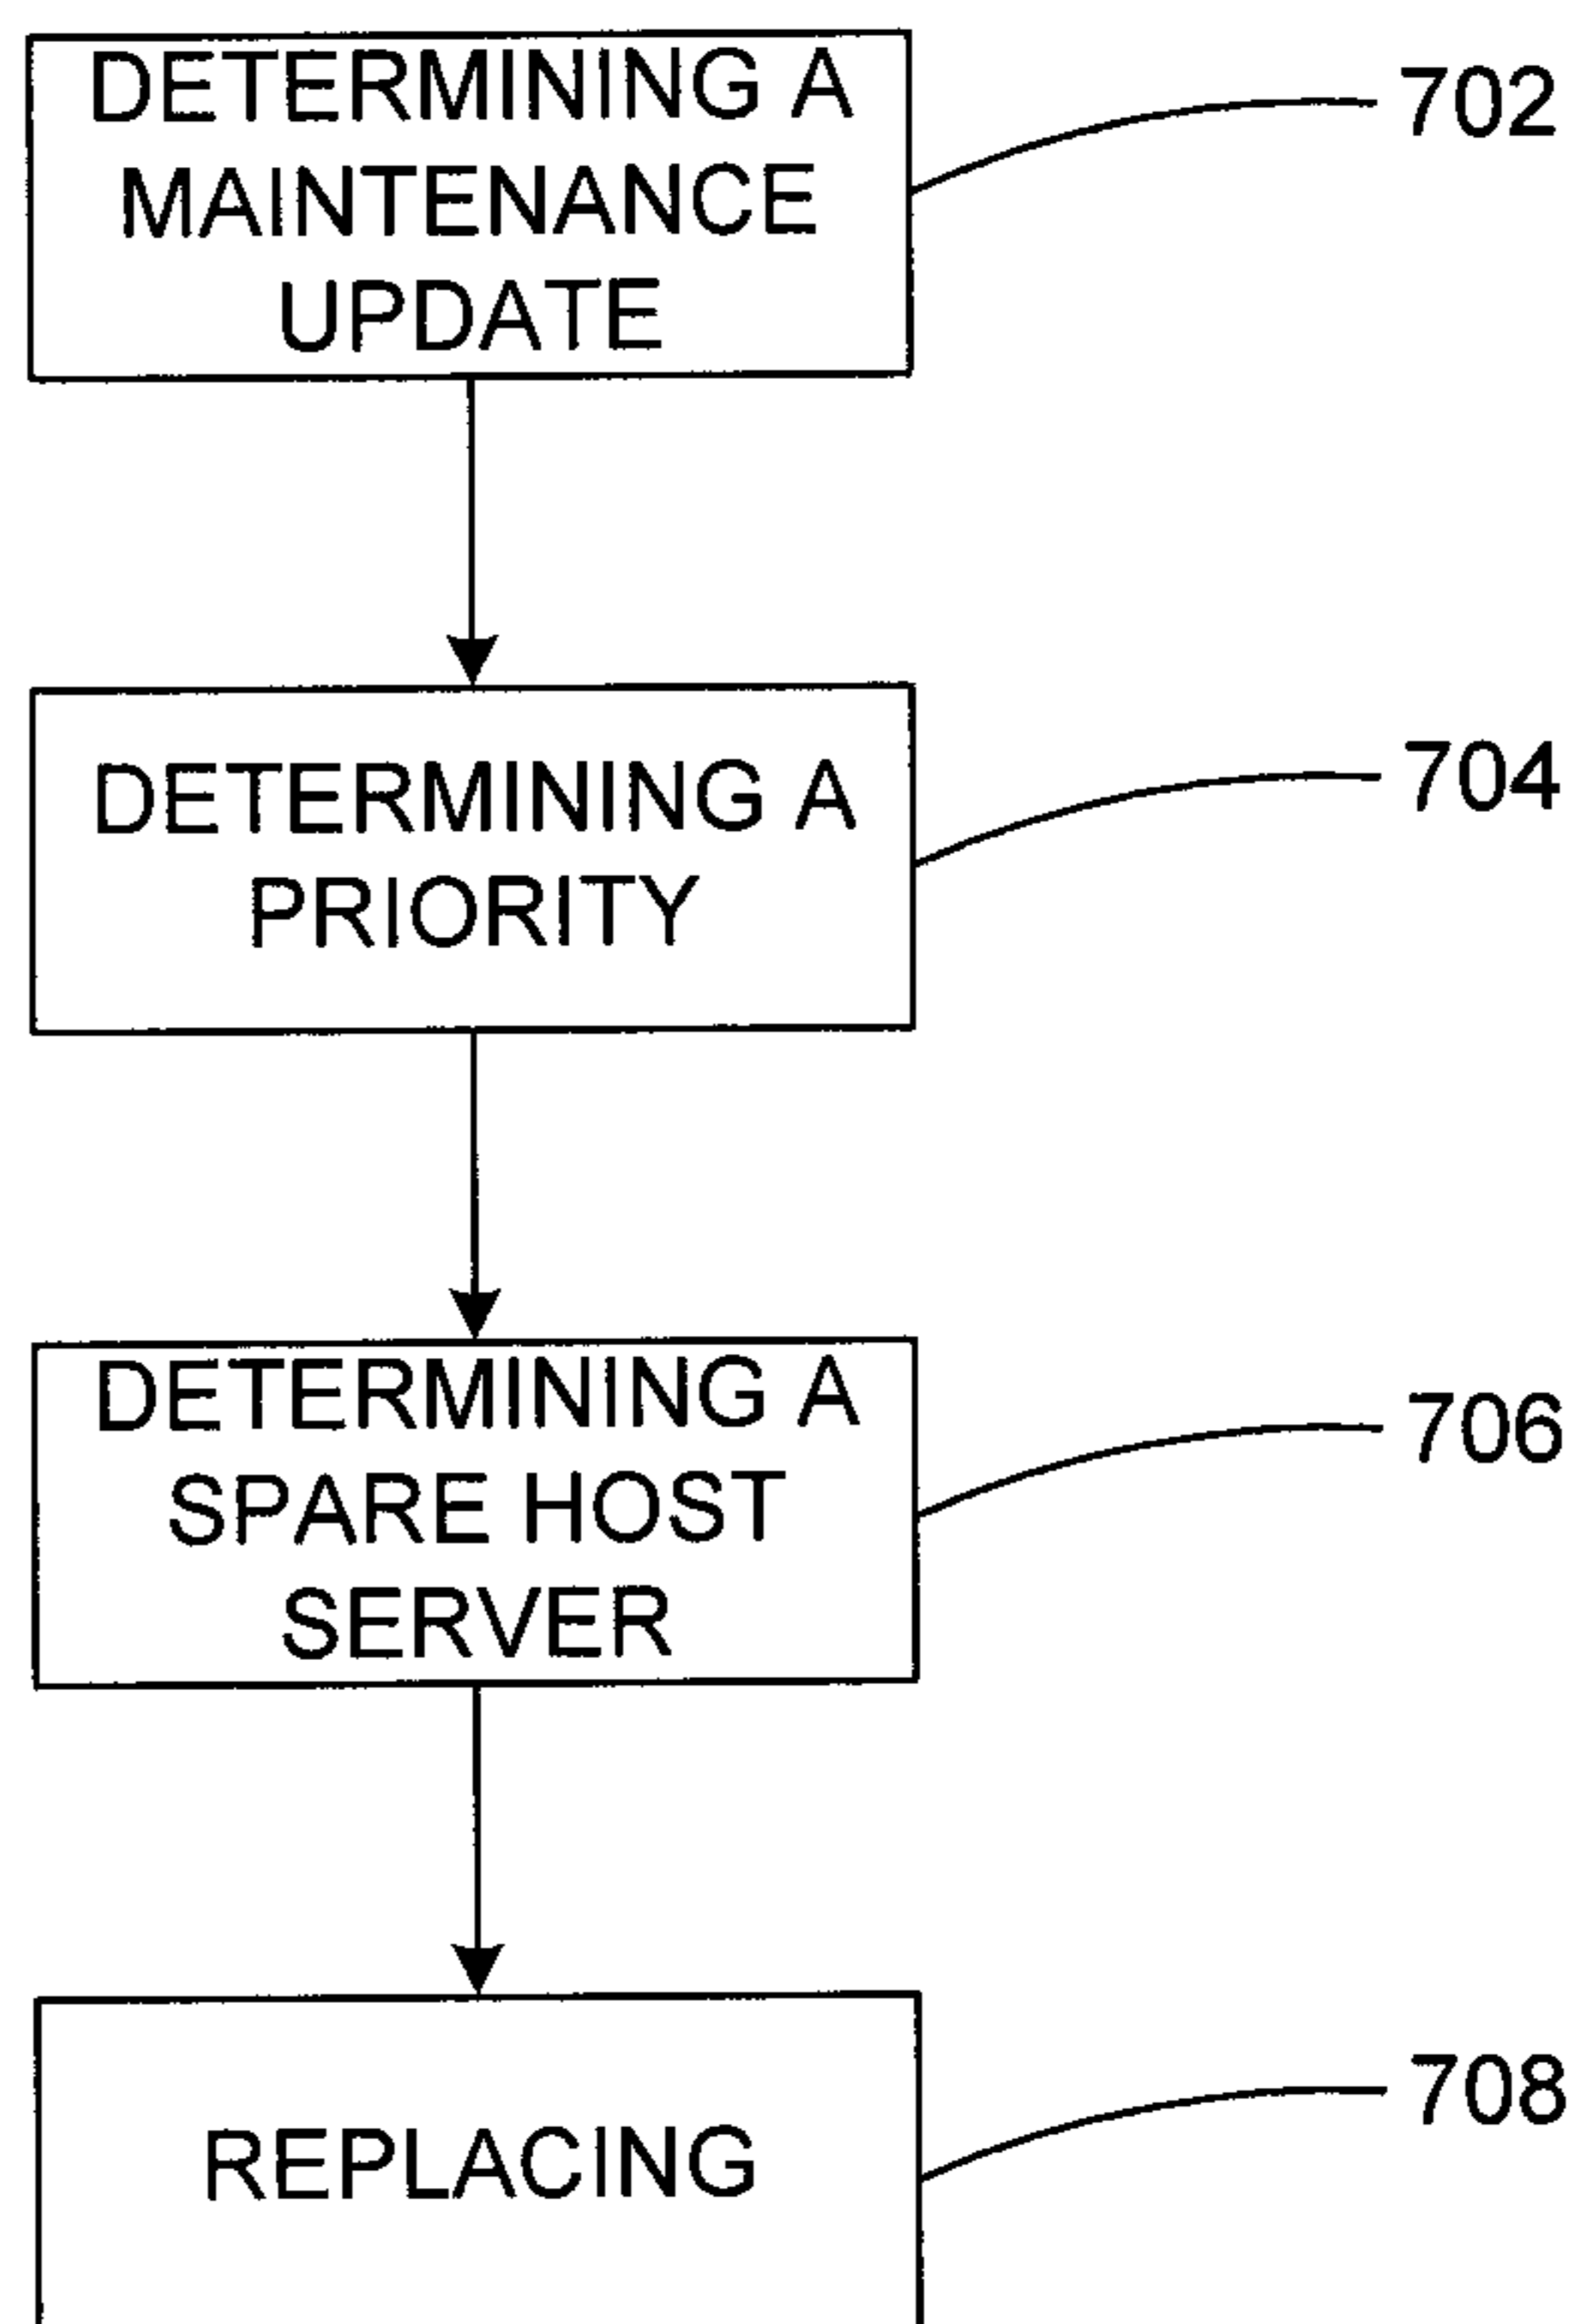 DETERMINING A
MAINTENANCE
UPDATE
702
DETERMINING A
PRIORITY
704
DETERMINING A
SPARE HOST
SERVER
706
REPLACING
708